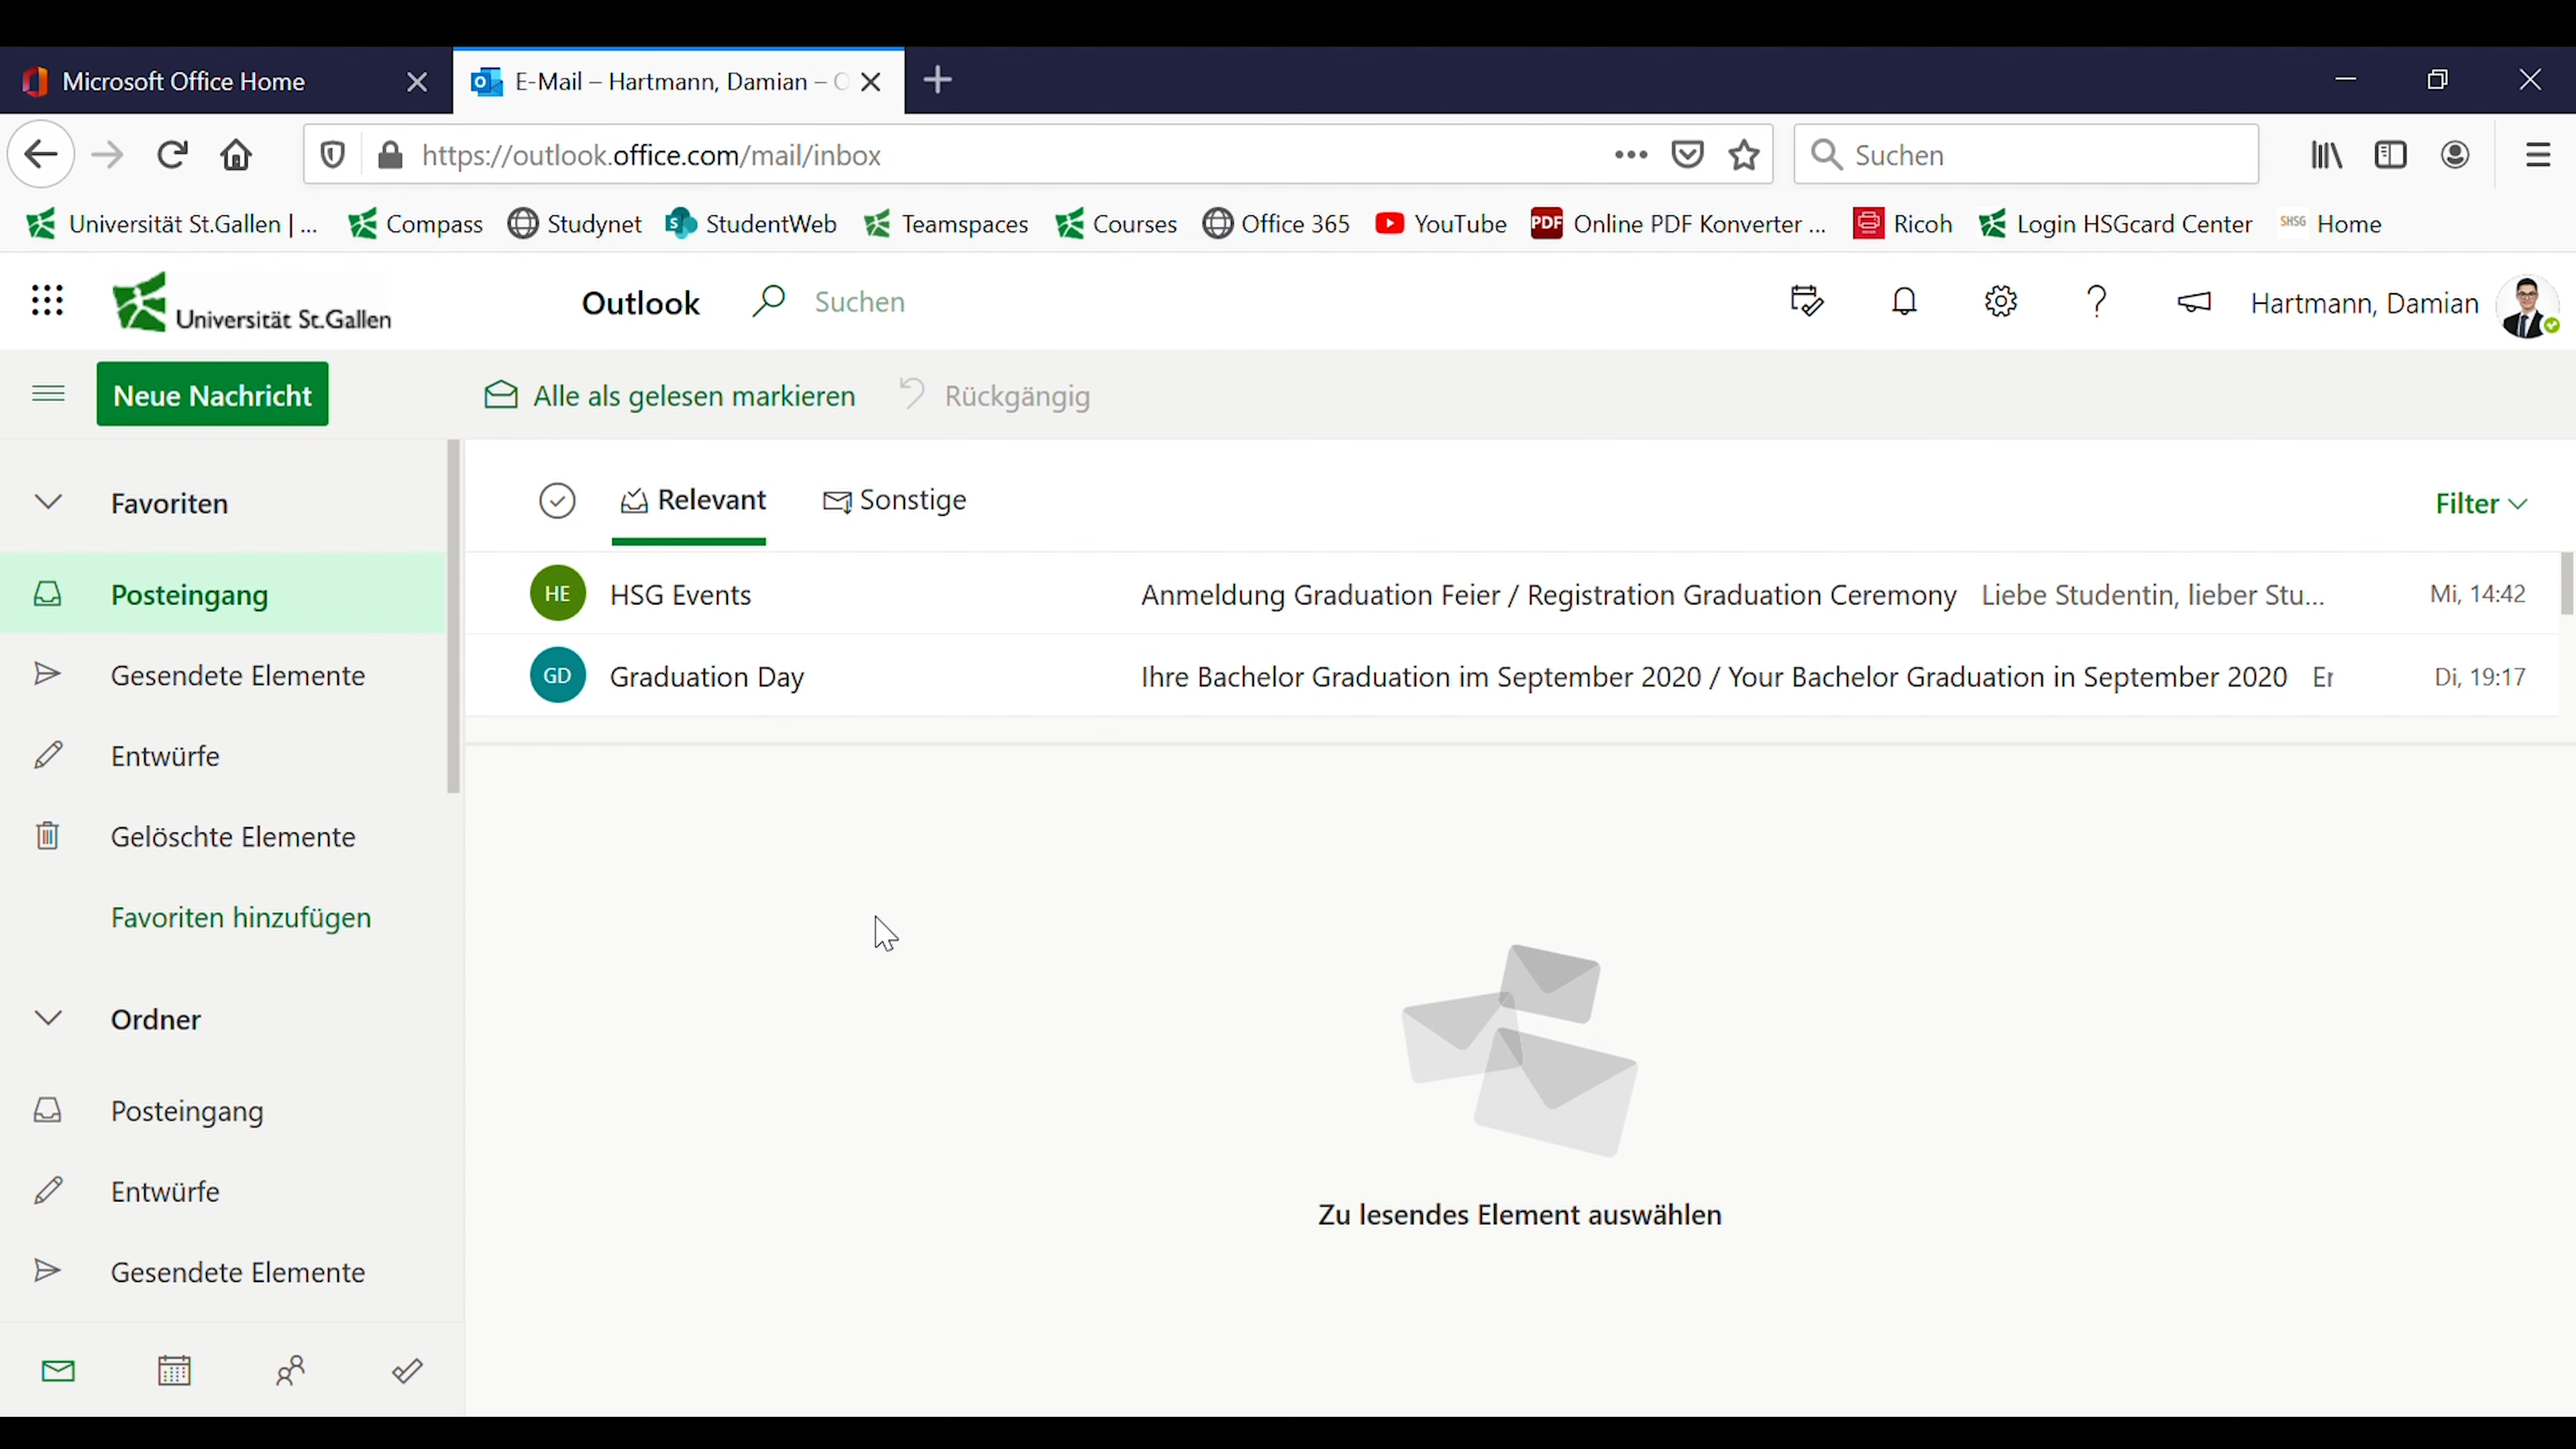 Microsoft Office Home
E-Mail – Hartmann, Damian –
https://outlook.office.com/mail/inbox
Suchen
Universität St.Gallen | ...
Compass
Studynet
StudentWeb
Teamspaces
Courses
Office 365
YouTube
PDF
Online PDF Konverter ...
Ricoh
Login HSGcard Center
SHSG
Home
Universität St.Gallen
Outlook
Suchen
Hartmann, Damian
Neue Nachricht
Alle als gelesen markieren
Rückgängig
Favoriten
Posteingang
Gesendete Elemente
Entwürfe
Gelöschte Elemente
Favoriten hinzufügen
Ordner
Posteingang
Entwürfe
Gesendete Elemente
Relevant
Sonstige
Filter
HE HSG Events Anmeldung Graduation Feier / Registration Graduation Ceremony Liebe Studentin, lieber Stu... Mi, 14:42
GD Graduation Day Ihre Bachelor Graduation im September 2020 / Your Bachelor Graduation in September 2020 Di, 19:17
Zu lesendes Element auswählen